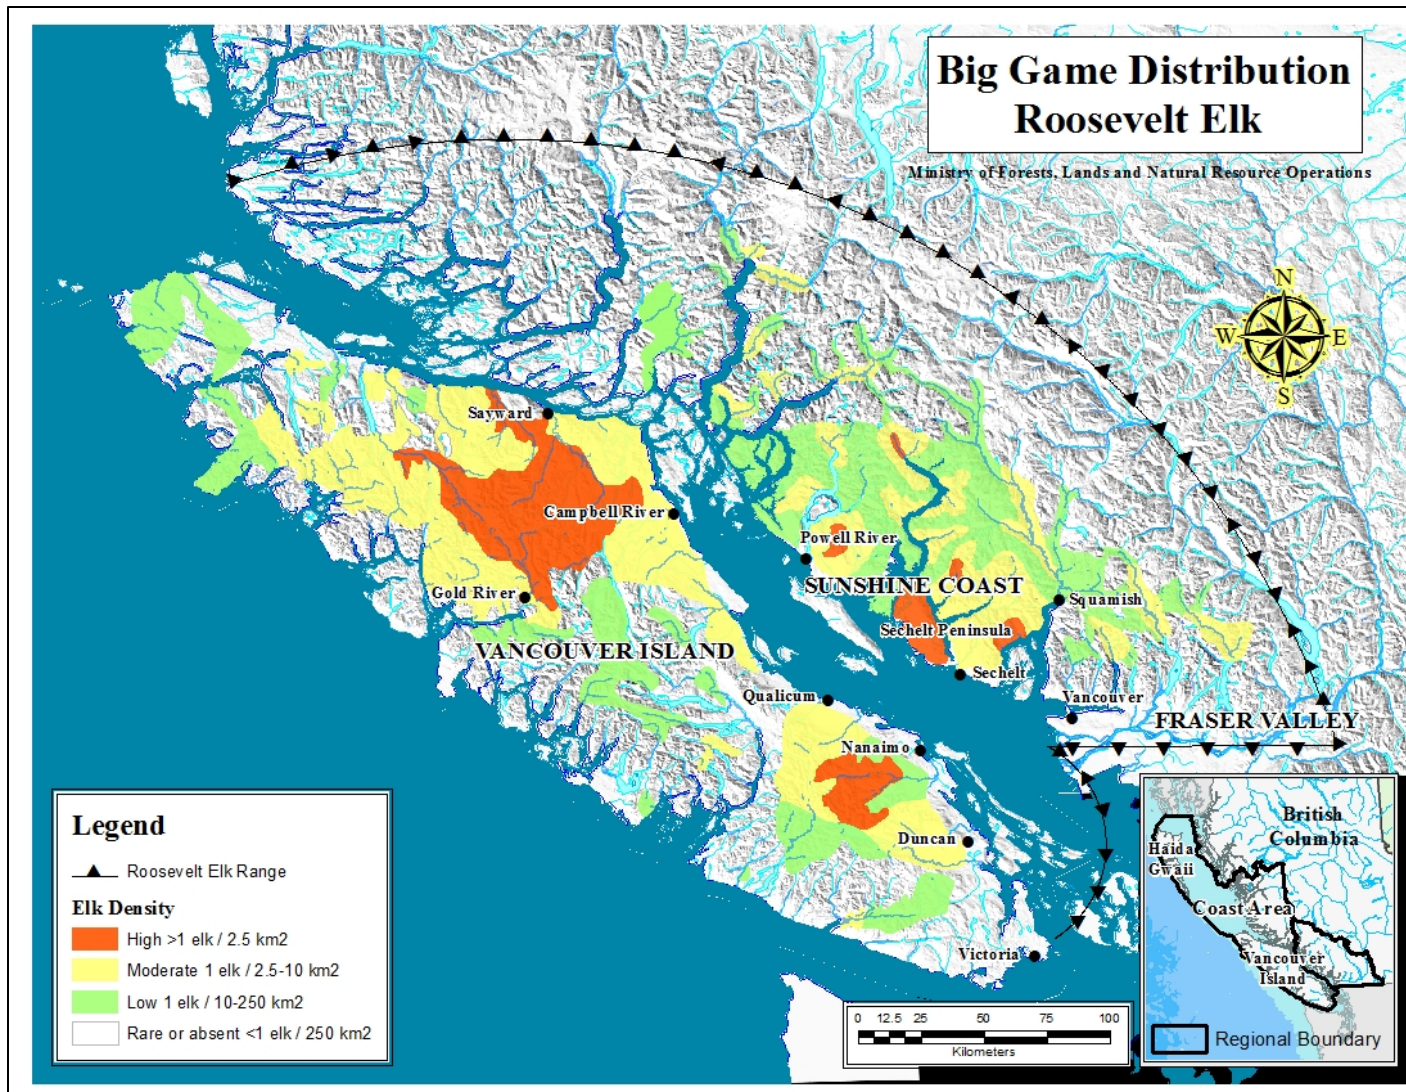 Big Game Distribution
Roosevelt Elk
Ministry of Forests, Lands and Natural Resource Operations
N
W
E
S
Sayward
Campbell River
Powell River
SUNSHINE COAST
Gold River
Squamish
Sechelt Peninsula
VANCOUVER ISLAND
Sechelt
Qualicum
Vancouver
FRASER VALLEY
Nanaimo
Duncan
Victoria
Legend
Roosevelt Elk Range
Elk Density
High >1 elk / 2.5 km2
Moderate 1 elk / 2.5-10 km2
Low 1 elk / 10-250 km2
Rare or absent <1 elk / 250 km2
0 12.5 25 50 75 100
Kilometers
British
Columbia
Haida
Gwaii
Coast Area
Vancouver
Island
Regional Boundary